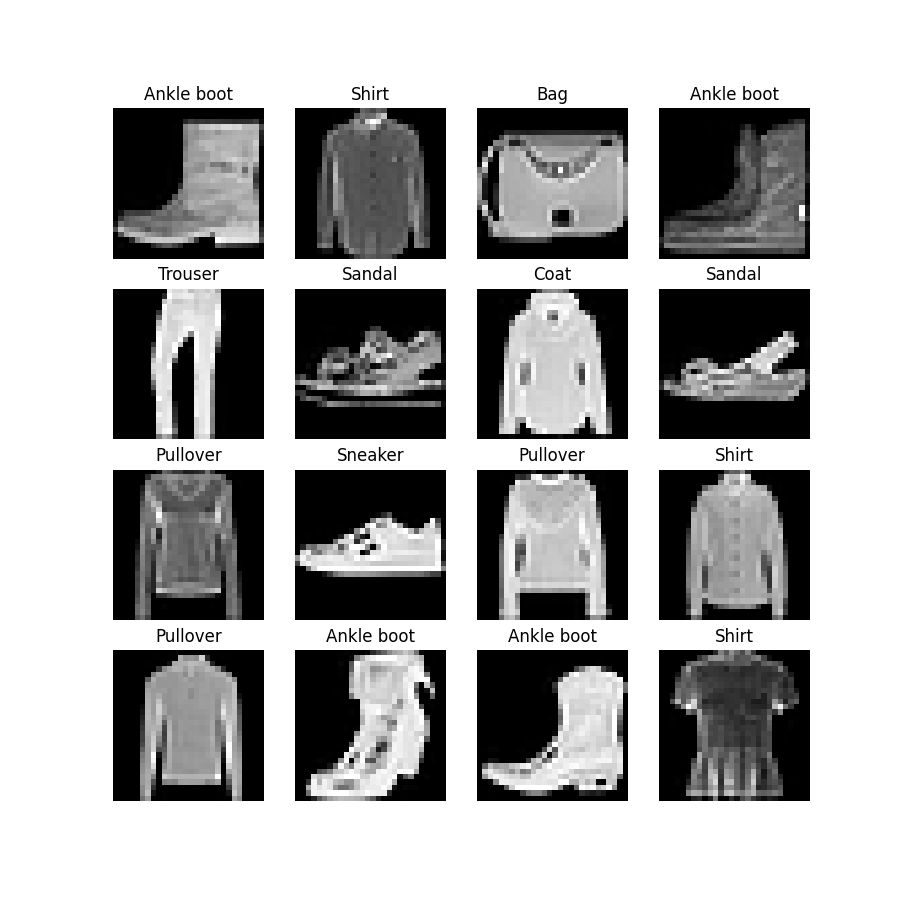 Ankle boot Shirt Bag Ankle boot
Trouser Sandal Coat Sandal
Pullover Sneaker Pullover Shirt
Pullover Ankle boot Ankle boot Shirt